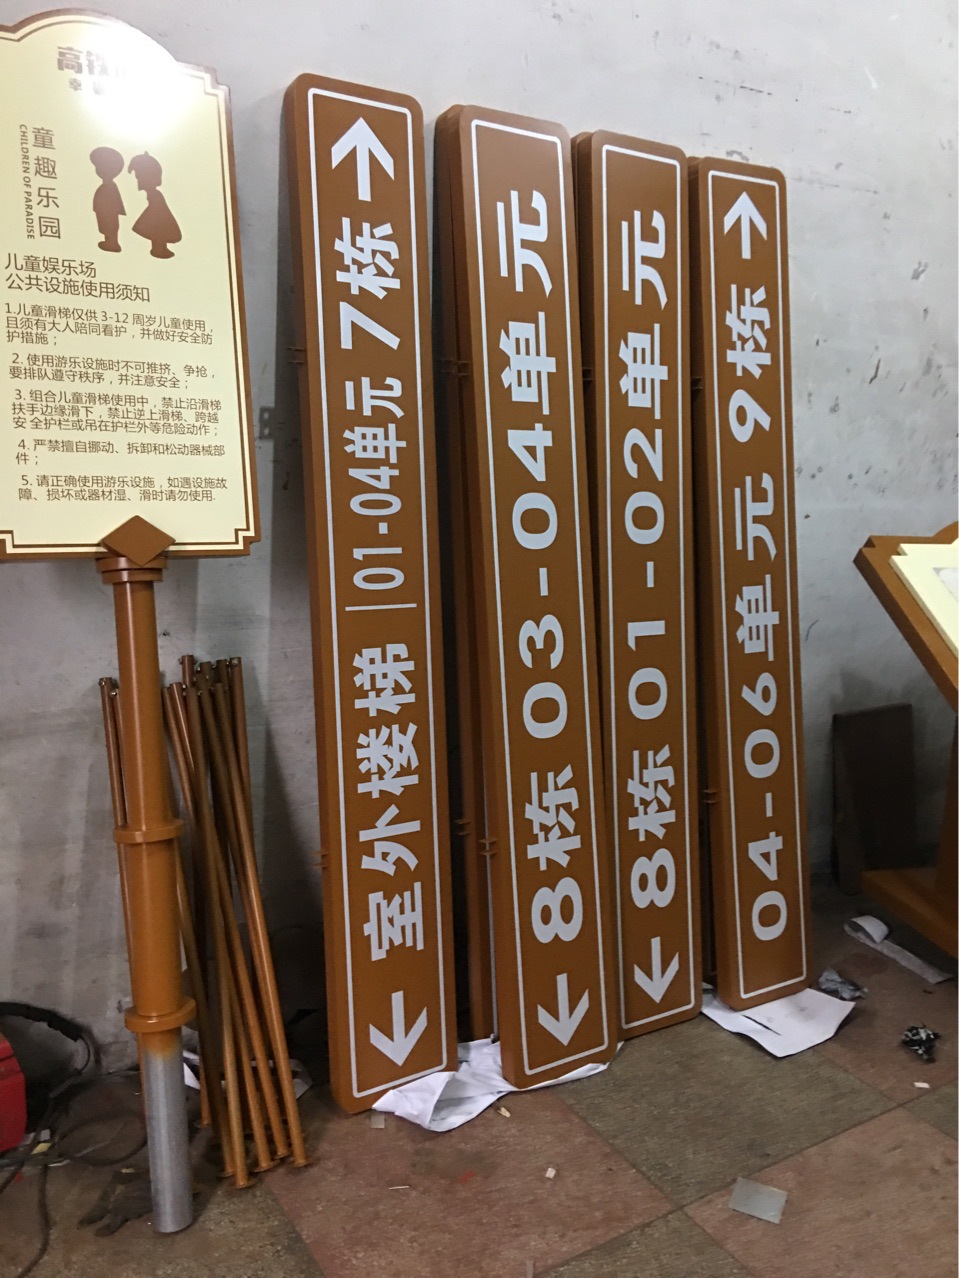 高铁
幸
童趣乐园
CHILDREN OF PARADISE
儿童娱乐场
公共设施使用须知
1.儿童滑梯仅供 3-12 周岁儿童使用，
且须有大人陪同看护，并做好安全防
护措施；
2. 使用游乐设施时不可推挤、争抢，
要排队遵守秩序，并注意安全；
3. 组合儿童滑梯使用中，禁止沿滑梯
扶手边缘滑下，禁止逆上滑梯、跨越
安全护栏或吊在护栏外等危险动作；
4. 严禁擅自挪动、拆卸和松动器械部
件；
5. 请正确使用游乐设施，如遇设施故
障、损坏或器材湿、滑时请勿使用.
← 室外楼梯 | 01-04单元 7栋 →
← 8栋 03-04单元
← 8栋 01-02单元
04-06单元 9栋 →